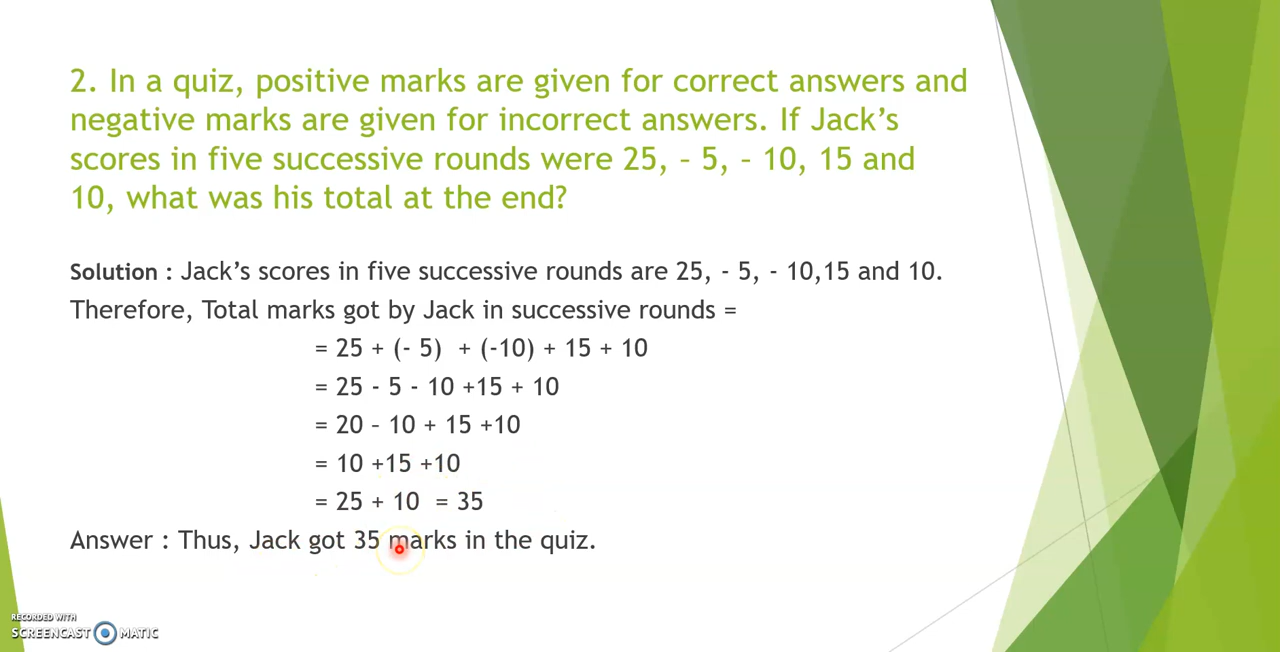 2. In a quiz, positive marks are given for correct answers and
negative marks are given for incorrect answers. If Jack’s
scores in five successive rounds were 25, – 5, – 10, 15 and
10, what was his total at the end?
Solution : Jack’s scores in five successive rounds are 25, - 5, - 10,15 and 10.
Therefore, Total marks got by Jack in successive rounds =
= 25 + (- 5)  + (-10) + 15 + 10
= 25 - 5 - 10 +15 + 10
= 20 – 10 + 15 +10
= 10 +15 +10
= 25 + 10  = 35
Answer : Thus, Jack got 35 marks in the quiz.
RECORDED WITH
SCREENCAST MATIC